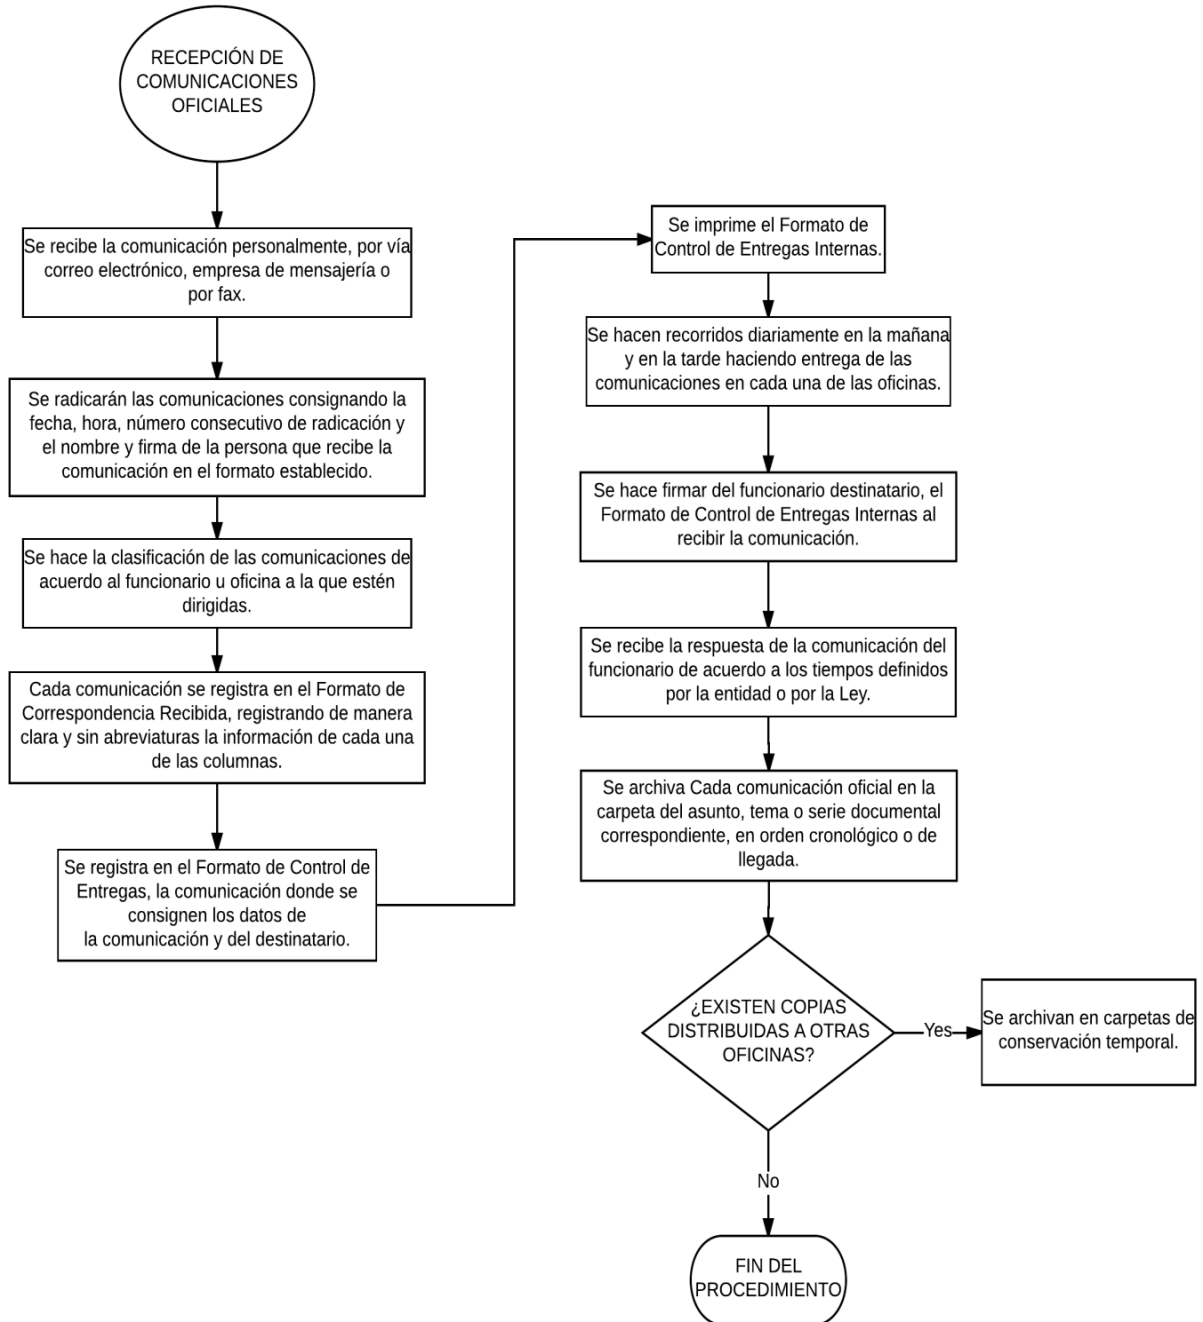 RECEPCIÓN DE
COMUNICACIONES
OFICIALES
Se recibe la comunicación personalmente, por vía
correo electrónico, empresa de mensajería o
por fax.
Se radicarán las comunicaciones consignando la
fecha, hora, número consecutivo de radicación y
el nombre y firma de la persona que recibe la
comunicación en el formato establecido.
Se hace la clasificación de las comunicaciones de
acuerdo al funcionario u oficina a la que estén
dirigidas.
Cada comunicación se registra en el Formato de
Correspondencia Recibida, registrando de manera
clara y sin abreviaturas la información de cada una
de las columnas.
Se registra en el Formato de Control de
Entregas, la comunicación donde se
consignen los datos de
la comunicación y del destinatario.
Se imprime el Formato de
Control de Entregas Internas.
Se hacen recorridos diariamente en la mañana
y en la tarde haciendo entrega de las
comunicaciones en cada una de las oficinas.
Se hace firmar del funcionario destinatario, el
Formato de Control de Entregas Internas al
recibir la comunicación.
Se recibe la respuesta de la comunicación del
funcionario de acuerdo a los tiempos definidos
por la entidad o por la Ley.
Se archiva Cada comunicación oficial en la
carpeta del asunto, tema o serie documental
correspondiente, en orden cronológico o de
llegada.
¿EXISTEN COPIAS
DISTRIBUIDAS A OTRAS
OFICINAS?
Yes
Se archivan en carpetas de
conservación temporal.
No
FIN DEL
PROCEDIMIENTO